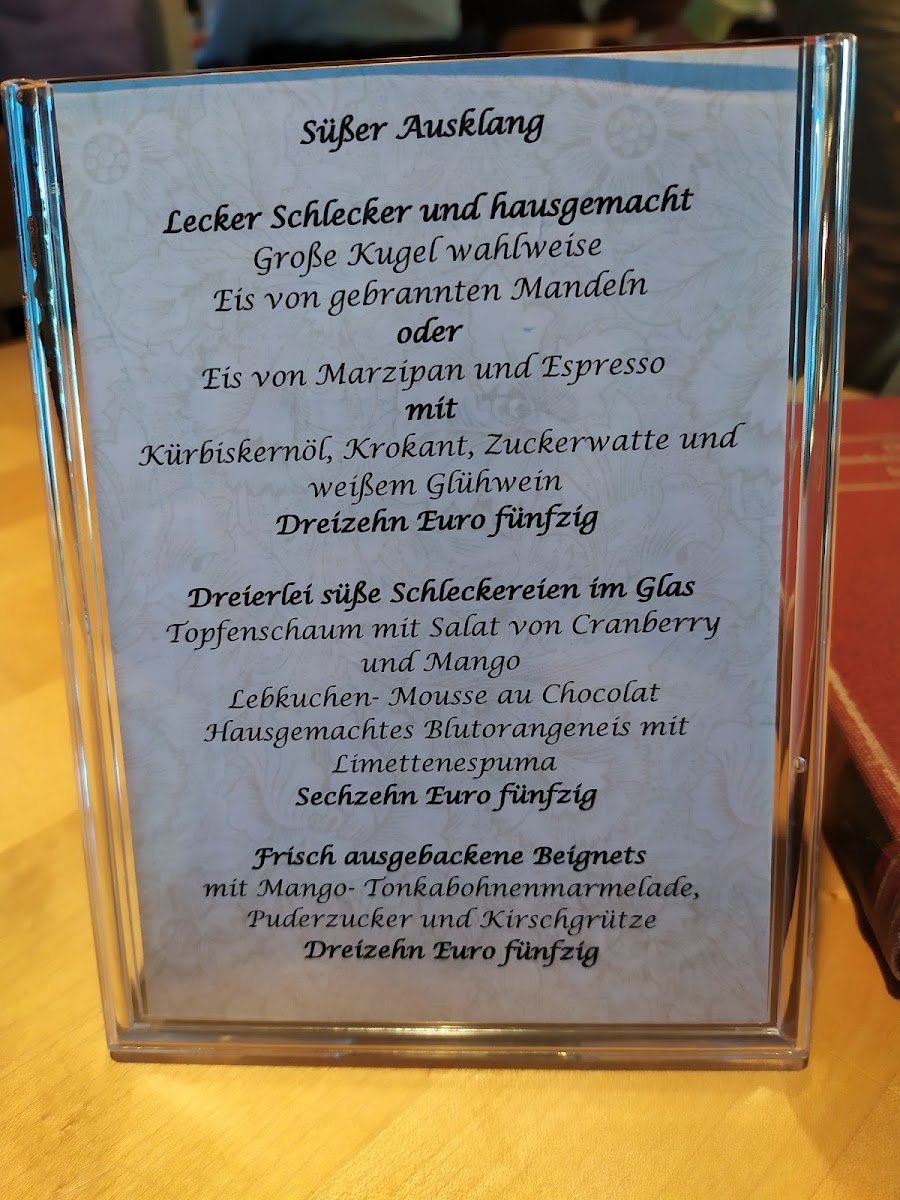 Süßer Ausklang
Lecker Schlecker und hausgemacht
Große Kugel wahlweise
Eis von gebrannten Mandeln
oder
Eis von Marzipan und Espresso
mit
Kürbiskernöl, Krokant, Zuckerwatte und
weißem Glühwein
Dreizehn Euro fünfzig
Dreierlei süße Schleckereien im Glas
Topfenschaum mit Salat von Cranberry
und Mango
Lebkuchen- Mousse au Chocolat
Hausgemachtes Blutorangeneis mit
Limettenespuma
Sechzehn Euro fünfzig
Frisch ausgebackene Beignets
mit Mango- Tonkabohnenmarmelade,
Puderzucker und Kirschgrütze
Dreizehn Euro fünfzig